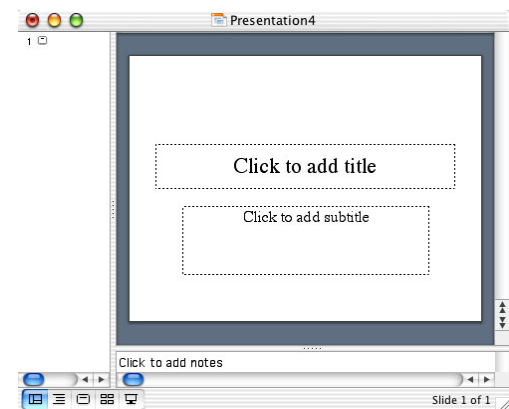 Presentation4
1
Click to add title
Click to add subtitle
Click to add notes
Slide 1 of 1